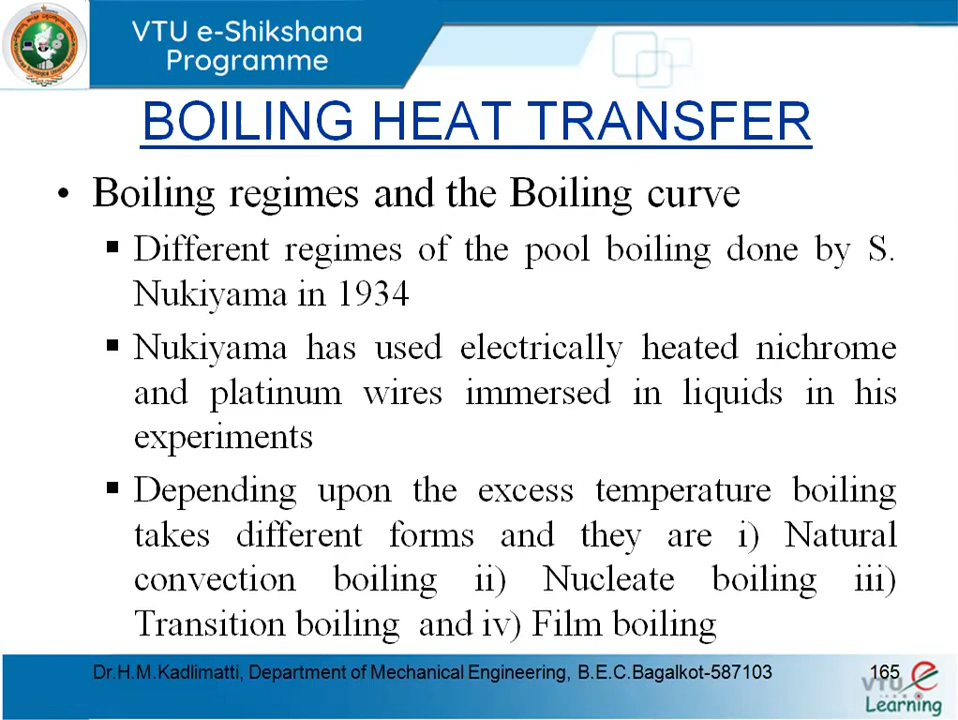 VTU e-Shikshana
Programme
BOILING HEAT TRANSFER
• Boiling regimes and the Boiling curve
▪ Different regimes of the pool boiling done by S.
Nukiyama in 1934
▪ Nukiyama has used electrically heated nichrome
and platinum wires immersed in liquids in his
experiments
▪ Depending upon the excess temperature boiling
takes different forms and they are i) Natural
convection boiling ii) Nucleate boiling iii)
Transition boiling and iv) Film boiling
Dr.H.M.Kadlimatti, Department of Mechanical Engineering, B.E.C.Bagalkot-587103
165
VTU e
Learning